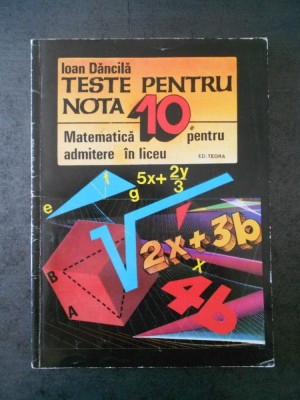 Ioan Dăncilă
TESTE PENTRU
NOTA 10
Matematică pentru
admitere în liceu
ED. TEORA
5x+ 2y/3
f
g
e
√2x+3b
x
B
A
4b